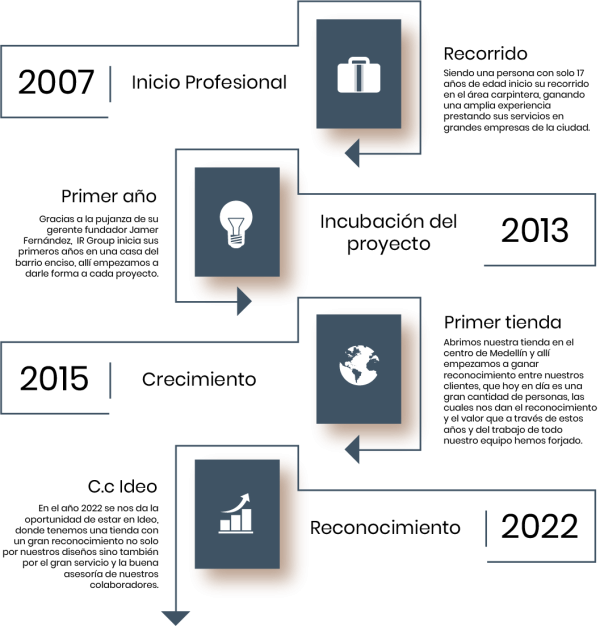 2007
Inicio Profesional
Recorrido
Siendo una persona con solo 17
años de edad inicio su recorrido
en el área carpintera, ganando
una amplia experiencia
prestando sus servicios en
grandes empresas de la ciudad.
Primer año
Gracias a la pujanza de su
gerente fundador Jamer
Fernández, IR Group inicia sus
primeros años en una casa del
barrio enciso, allí empezamos a
darle forma a cada proyecto.
Incubación del
proyecto
2013
2015
Crecimiento
Primer tienda
Abrimos nuestra tienda en el
centro de Medellín y allí
empezamos a ganar
reconocimiento entre nuestros
clientes, que hoy en día es una
gran cantidad de personas, las
cuales nos dan el reconocimiento
y el valor que a través de estos
años y del trabajo de todo
nuestro equipo hemos forjado.
C.c Ideo
En el año 2022 se nos da la
oportunidad de estar en Ideo,
donde tenemos una tienda con
un gran reconocimiento no solo
por nuestros diseños sino también
por el gran servicio y la buena
asesoría de nuestros
colaboradores.
Reconocimiento
2022